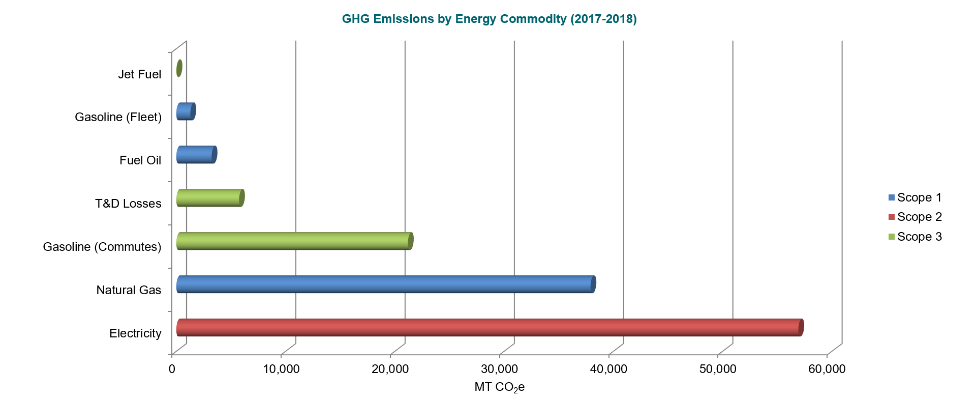 GHG Emissions by Energy Commodity (2017-2018)
Jet Fuel
Gasoline (Fleet)
Fuel Oil
T&D Losses
Gasoline (Commutes)
Natural Gas
Electricity
0 10,000 20,000 30,000 40,000 50,000 60,000
MT CO₂e
Scope 1
Scope 2
Scope 3